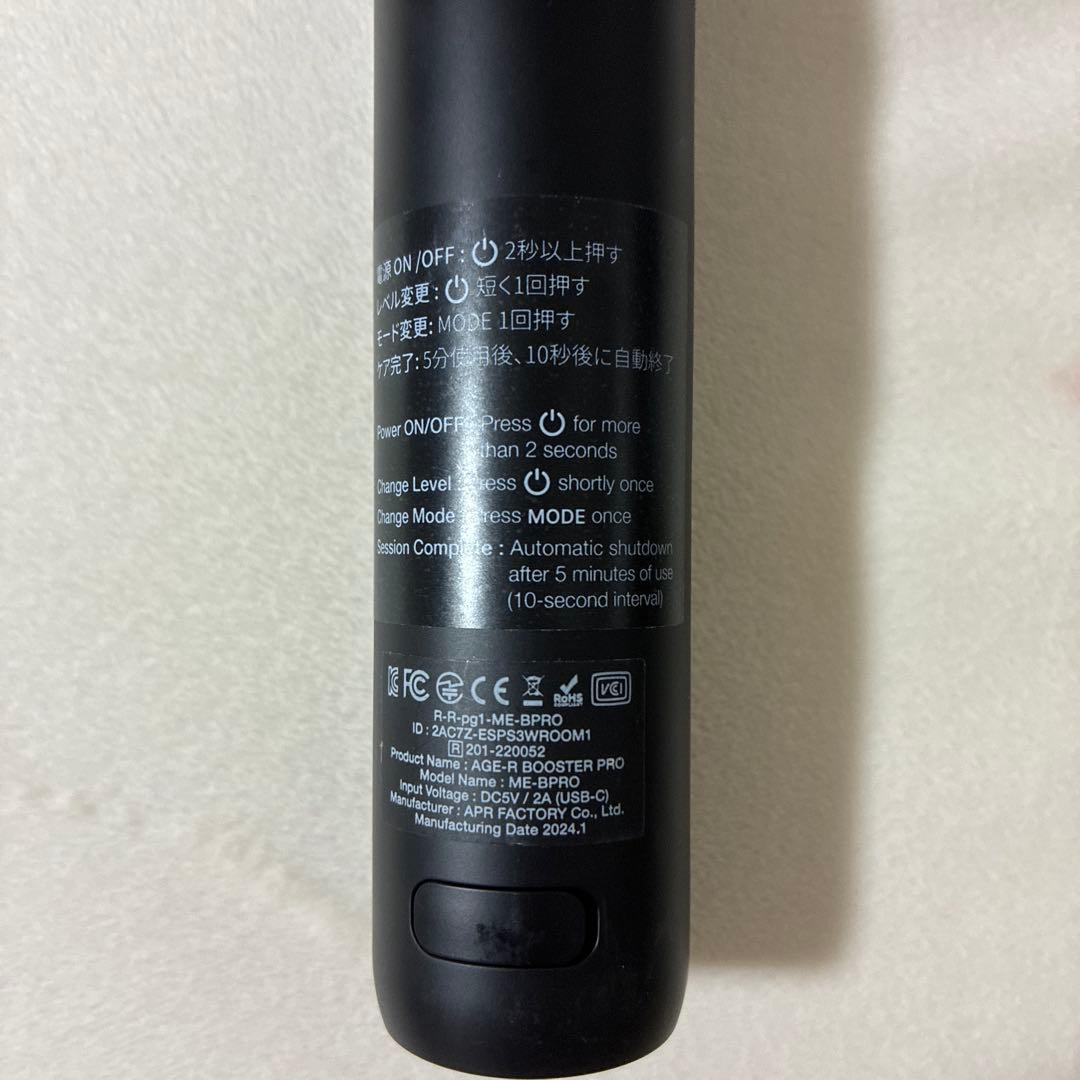 電源 ON /OFF : 2秒以上押す
レベル変更 : 短く1回押す
モード変更: MODE 1回押す
ケア完了: 5分使用後、10秒後に自動終了
Power ON/OFF : Press for more
than 2 seconds
Change Level : Press shortly once
Change Mode : Press MODE once
Session Complete : Automatic shutdown
after 5 minutes of use
(10-second interval)
FC CE RoHS COMPLIANT VCI
R-R-pg1-ME-BPRO
ID : 2AC7Z-ESPS3WROOM1
R 201-220052
Product Name : AGE-R BOOSTER PRO
Model Name : ME-BPRO
Input Voltage : DC5V / 2A (USB-C)
Manufacturer : APR FACTORY Co., Ltd.
Manufacturing Date 2024.1